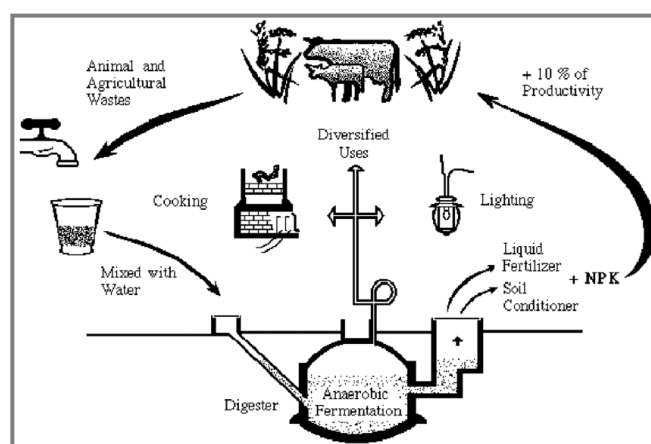 Animal and
Agricultural
Wastes
+ 10 % of
Productivity
Diversified
Uses
Cooking
Lighting
Mixed with
Water
Liquid
Fertilizer
+ NPK
Soil
Conditioner
Digester
Anaerobic
Fermentation